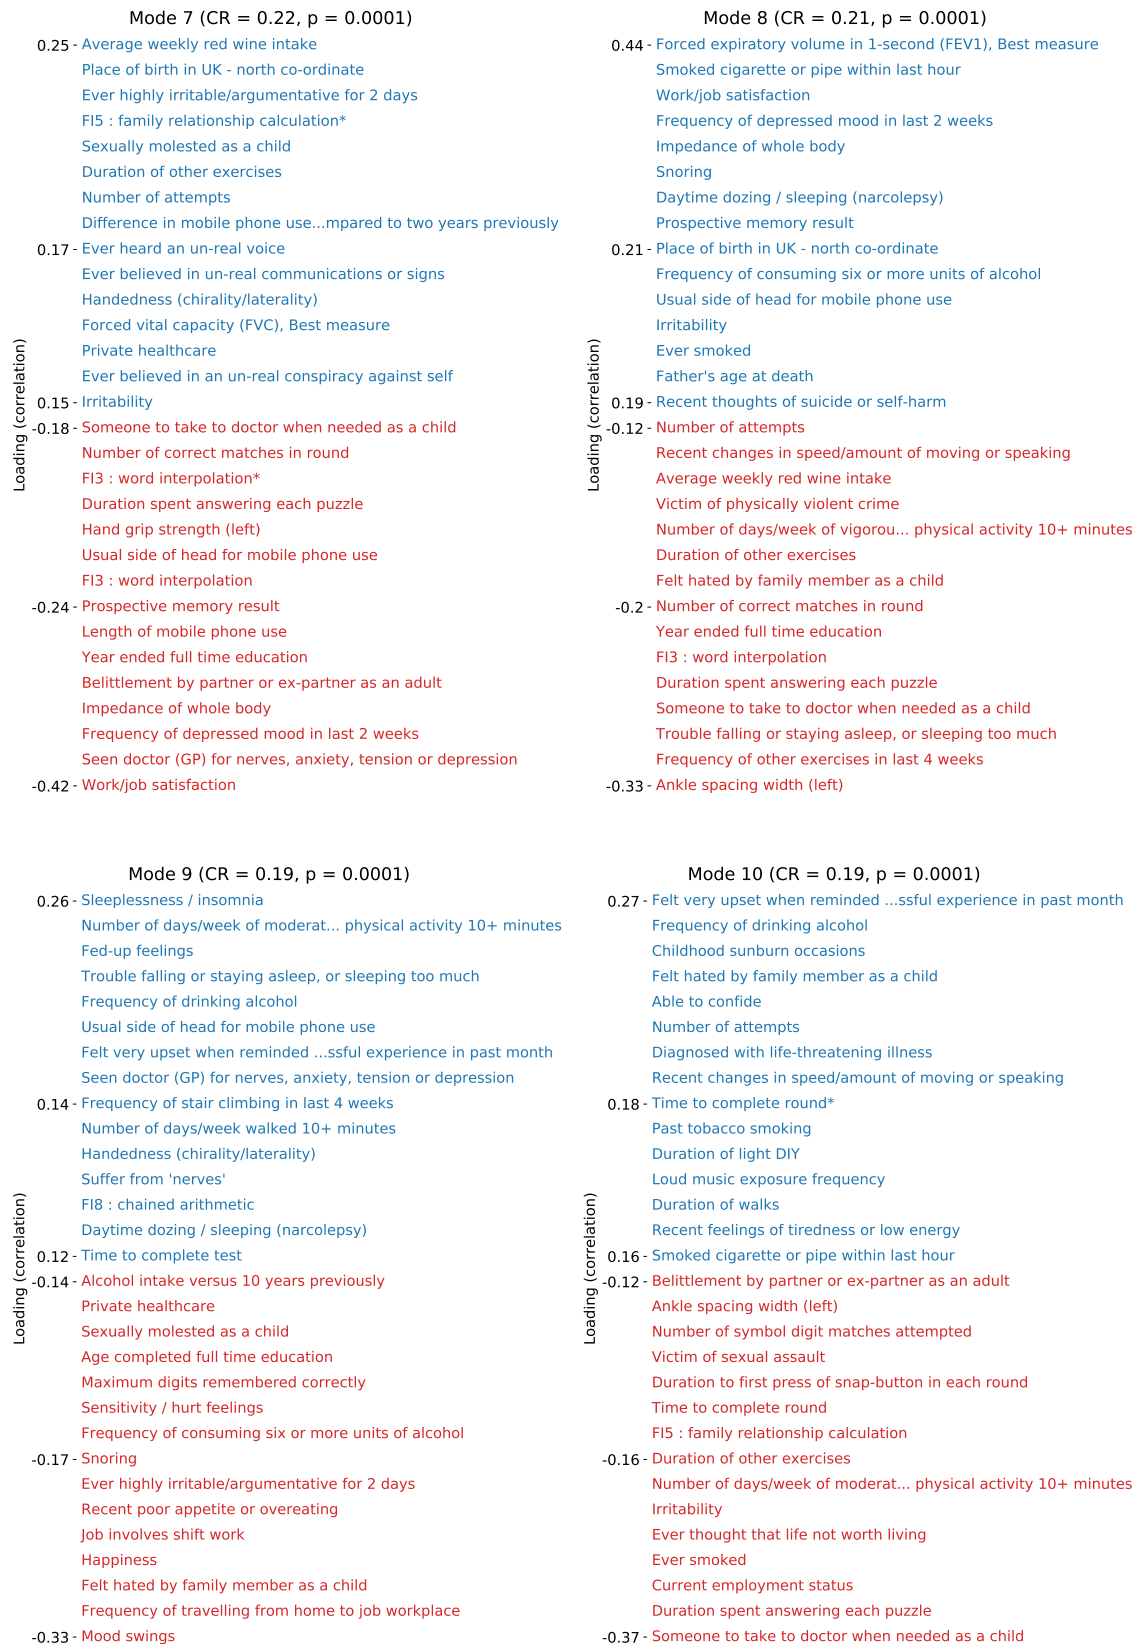 Mode 7 (CR = 0.22, p = 0.0001)
Loading (correlation)
0.25 - Average weekly red wine intake
Place of birth in UK - north co-ordinate
Ever highly irritable/argumentative for 2 days
FI5 : family relationship calculation*
Sexually molested as a child
Duration of other exercises
Number of attempts
Difference in mobile phone use...mpared to two years previously
0.17 - Ever heard an un-real voice
Ever believed in un-real communications or signs
Handedness (chirality/laterality)
Forced vital capacity (FVC), Best measure
Private healthcare
Ever believed in an un-real conspiracy against self
0.15 - Irritability
-0.18 - Someone to take to doctor when needed as a child
Number of correct matches in round
FI3 : word interpolation*
Duration spent answering each puzzle
Hand grip strength (left)
Usual side of head for mobile phone use
FI3 : word interpolation
-0.24 - Prospective memory result
Length of mobile phone use
Year ended full time education
Belittlement by partner or ex-partner as an adult
Impedance of whole body
Frequency of depressed mood in last 2 weeks
Seen doctor (GP) for nerves, anxiety, tension or depression
-0.42 - Work/job satisfaction
Mode 8 (CR = 0.21, p = 0.0001)
Loading (correlation)
0.44 - Forced expiratory volume in 1-second (FEV1), Best measure
Smoked cigarette or pipe within last hour
Work/job satisfaction
Frequency of depressed mood in last 2 weeks
Impedance of whole body
Snoring
Daytime dozing / sleeping (narcolepsy)
Prospective memory result
0.21 - Place of birth in UK - north co-ordinate
Frequency of consuming six or more units of alcohol
Usual side of head for mobile phone use
Irritability
Ever smoked
Father's age at death
0.19 - Recent thoughts of suicide or self-harm
-0.12 - Number of attempts
Recent changes in speed/amount of moving or speaking
Average weekly red wine intake
Victim of physically violent crime
Number of days/week of vigorou... physical activity 10+ minutes
Duration of other exercises
Felt hated by family member as a child
-0.2 - Number of correct matches in round
Year ended full time education
FI3 : word interpolation
Duration spent answering each puzzle
Someone to take to doctor when needed as a child
Trouble falling or staying asleep, or sleeping too much
Frequency of other exercises in last 4 weeks
-0.33 - Ankle spacing width (left)
Mode 9 (CR = 0.19, p = 0.0001)
Loading (correlation)
0.26 - Sleeplessness / insomnia
Number of days/week of moderat... physical activity 10+ minutes
Fed-up feelings
Trouble falling or staying asleep, or sleeping too much
Frequency of drinking alcohol
Usual side of head for mobile phone use
Felt very upset when reminded ...ssful experience in past month
Seen doctor (GP) for nerves, anxiety, tension or depression
0.14 - Frequency of stair climbing in last 4 weeks
Number of days/week walked 10+ minutes
Handedness (chirality/laterality)
Suffer from 'nerves'
FI8 : chained arithmetic
Daytime dozing / sleeping (narcolepsy)
0.12 - Time to complete test
-0.14 - Alcohol intake versus 10 years previously
Private healthcare
Sexually molested as a child
Age completed full time education
Maximum digits remembered correctly
Sensitivity / hurt feelings
Frequency of consuming six or more units of alcohol
-0.17 - Snoring
Ever highly irritable/argumentative for 2 days
Recent poor appetite or overeating
Job involves shift work
Happiness
Felt hated by family member as a child
Frequency of travelling from home to job workplace
-0.33 - Mood swings
Mode 10 (CR = 0.19, p = 0.0001)
Loading (correlation)
0.27 - Felt very upset when reminded ...ssful experience in past month
Frequency of drinking alcohol
Childhood sunburn occasions
Felt hated by family member as a child
Able to confide
Number of attempts
Diagnosed with life-threatening illness
Recent changes in speed/amount of moving or speaking
0.18 - Time to complete round*
Past tobacco smoking
Duration of light DIY
Loud music exposure frequency
Duration of walks
Recent feelings of tiredness or low energy
0.16 - Smoked cigarette or pipe within last hour
-0.12 - Belittlement by partner or ex-partner as an adult
Ankle spacing width (left)
Number of symbol digit matches attempted
Victim of sexual assault
Duration to first press of snap-button in each round
Time to complete round
FI5 : family relationship calculation
-0.16 - Duration of other exercises
Number of days/week of moderat... physical activity 10+ minutes
Irritability
Ever thought that life not worth living
Ever smoked
Current employment status
Duration spent answering each puzzle
-0.37 - Someone to take to doctor when needed as a child